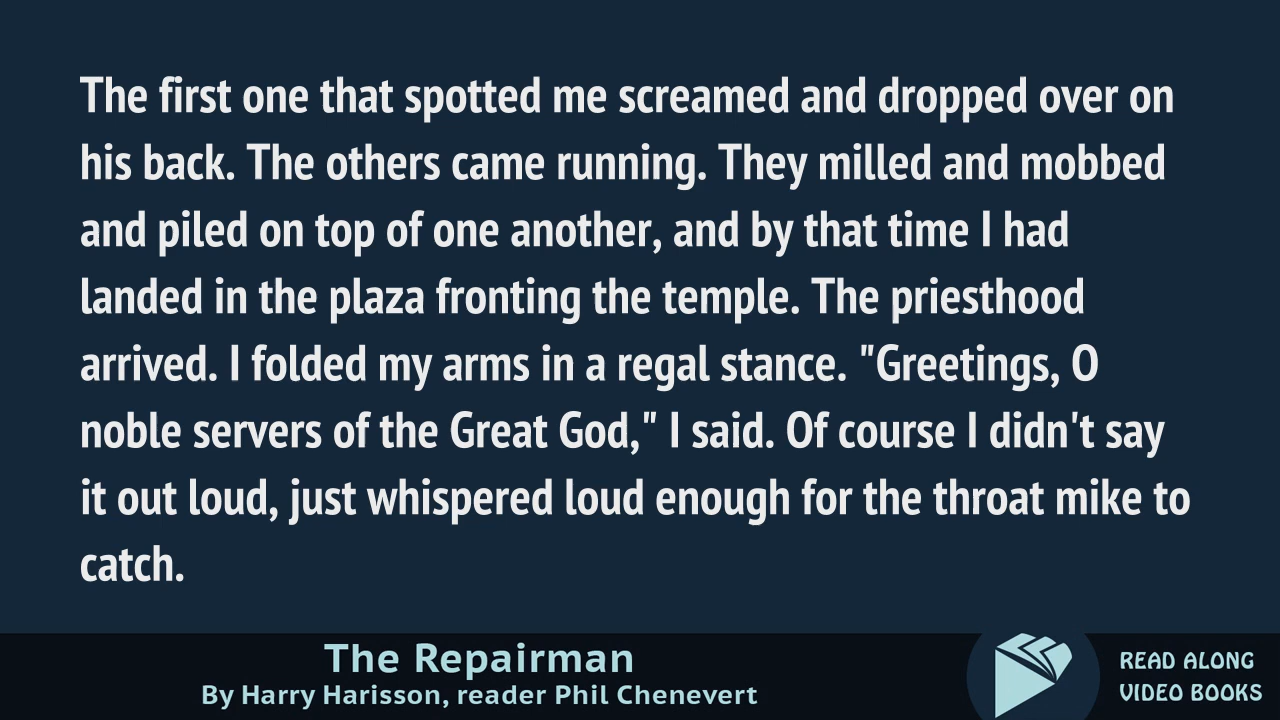 The first one that spotted me screamed and dropped over on
his back. The others came running. They milled and mobbed
and piled on top of one another, and by that time I had
landed in the plaza fronting the temple. The priesthood
arrived. I folded my arms in a regal stance. "Greetings, O
noble servers of the Great God," I said. Of course I didn't say
it out loud, just whispered loud enough for the throat mike to
catch.
The Repairman
By Harry Harisson, reader Phil Chenevert
READ ALONG
VIDEO BOOKS